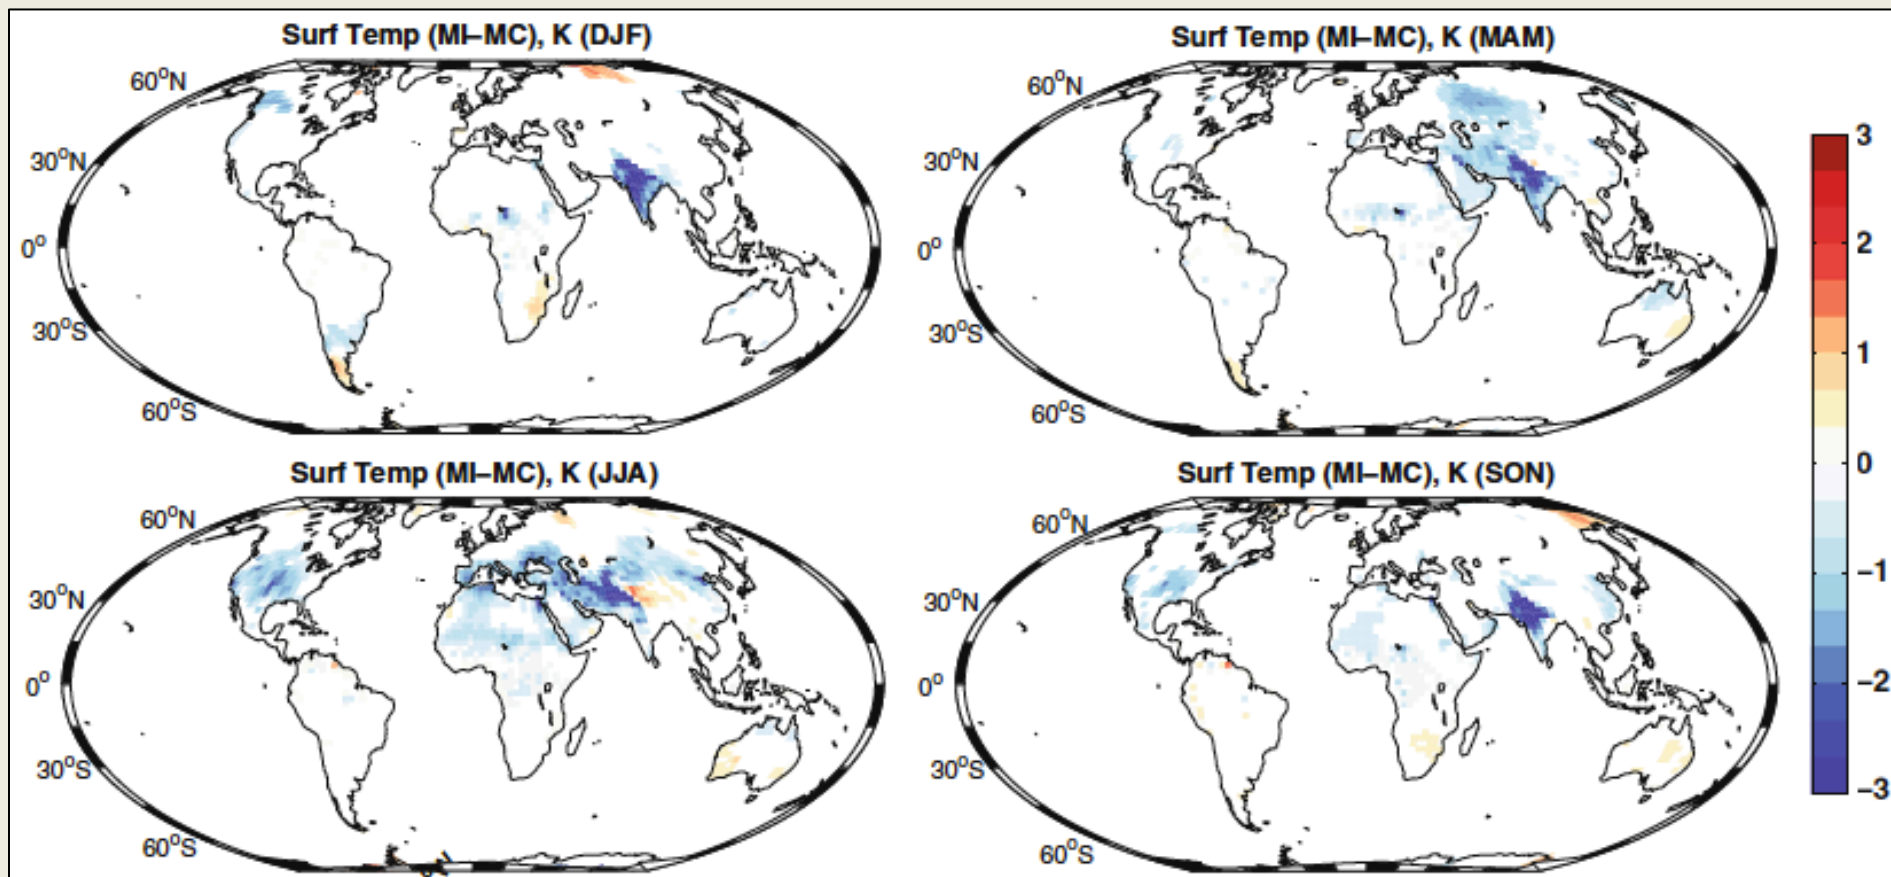 Surf Temp (MI–MC), K (DJF)
60°N
30°N
0°
30°S
60°S
Surf Temp (MI–MC), K (MAM)
60°N
30°N
0°
30°S
60°S
Surf Temp (MI–MC), K (JJA)
60°N
30°N
0°
30°S
60°S
Surf Temp (MI–MC), K (SON)
60°N
30°N
0°
30°S
60°S
3
2
1
0
–1
–2
–3